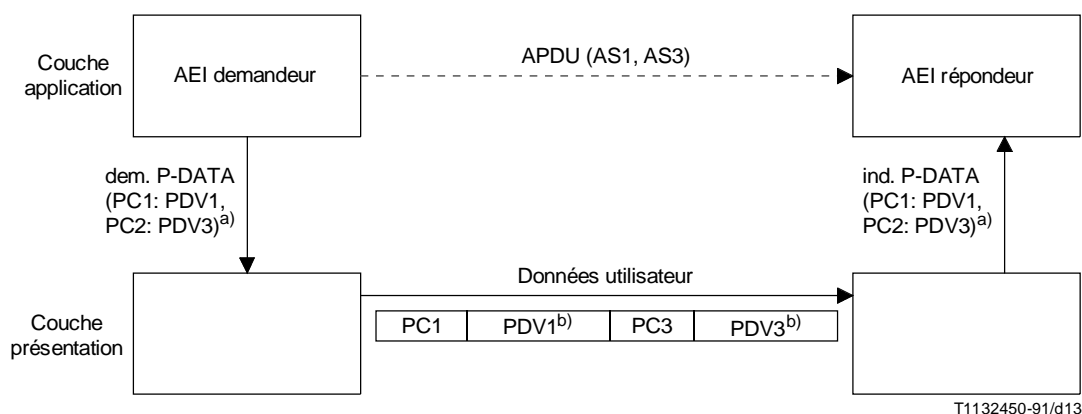 Couche
application
AEI demandeur
APDU (AS1, AS3)
AEI répondeur
dem. P-DATA
(PC1: PDV1,
PC2: PDV3)a)
ind. P-DATA
(PC1: PDV1,
PC2: PDV3)a)
Couche
présentation
Données utilisateur
PC1 PDV1b) PC3 PDV3b)
T1132450-91/d13